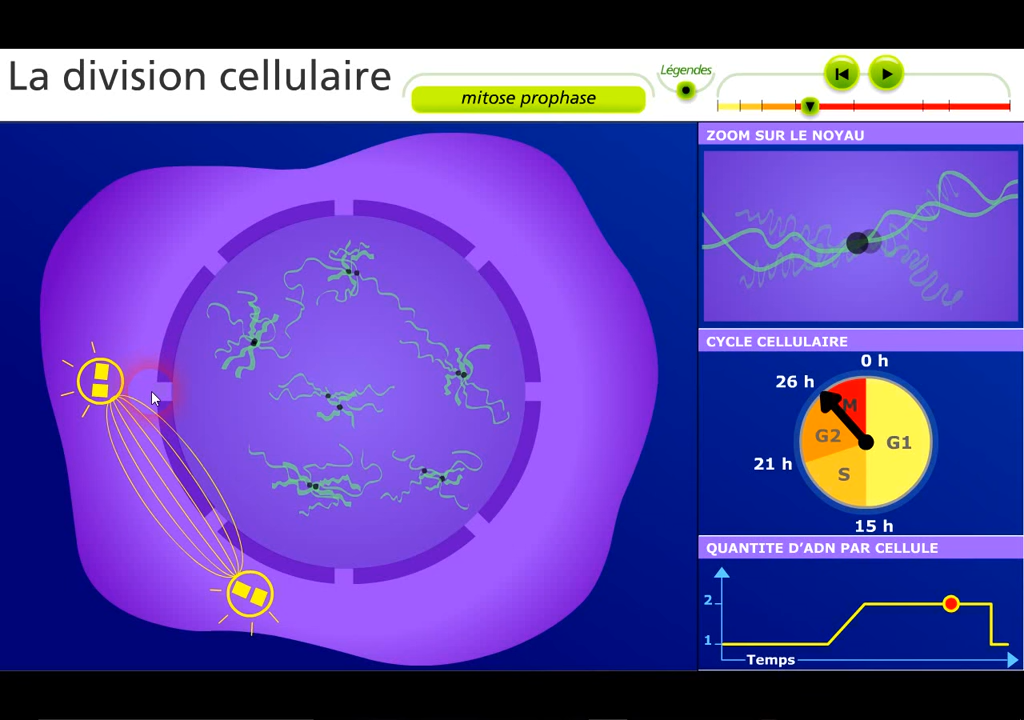 La division cellulaire
mitose prophase
Légendes
ZOOM SUR LE NOYAU
CYCLE CELLULAIRE
0 h
26 h
M
G2
G1
21 h
S
15 h
QUANTITE D'ADN PAR CELLULE
2
1
Temps